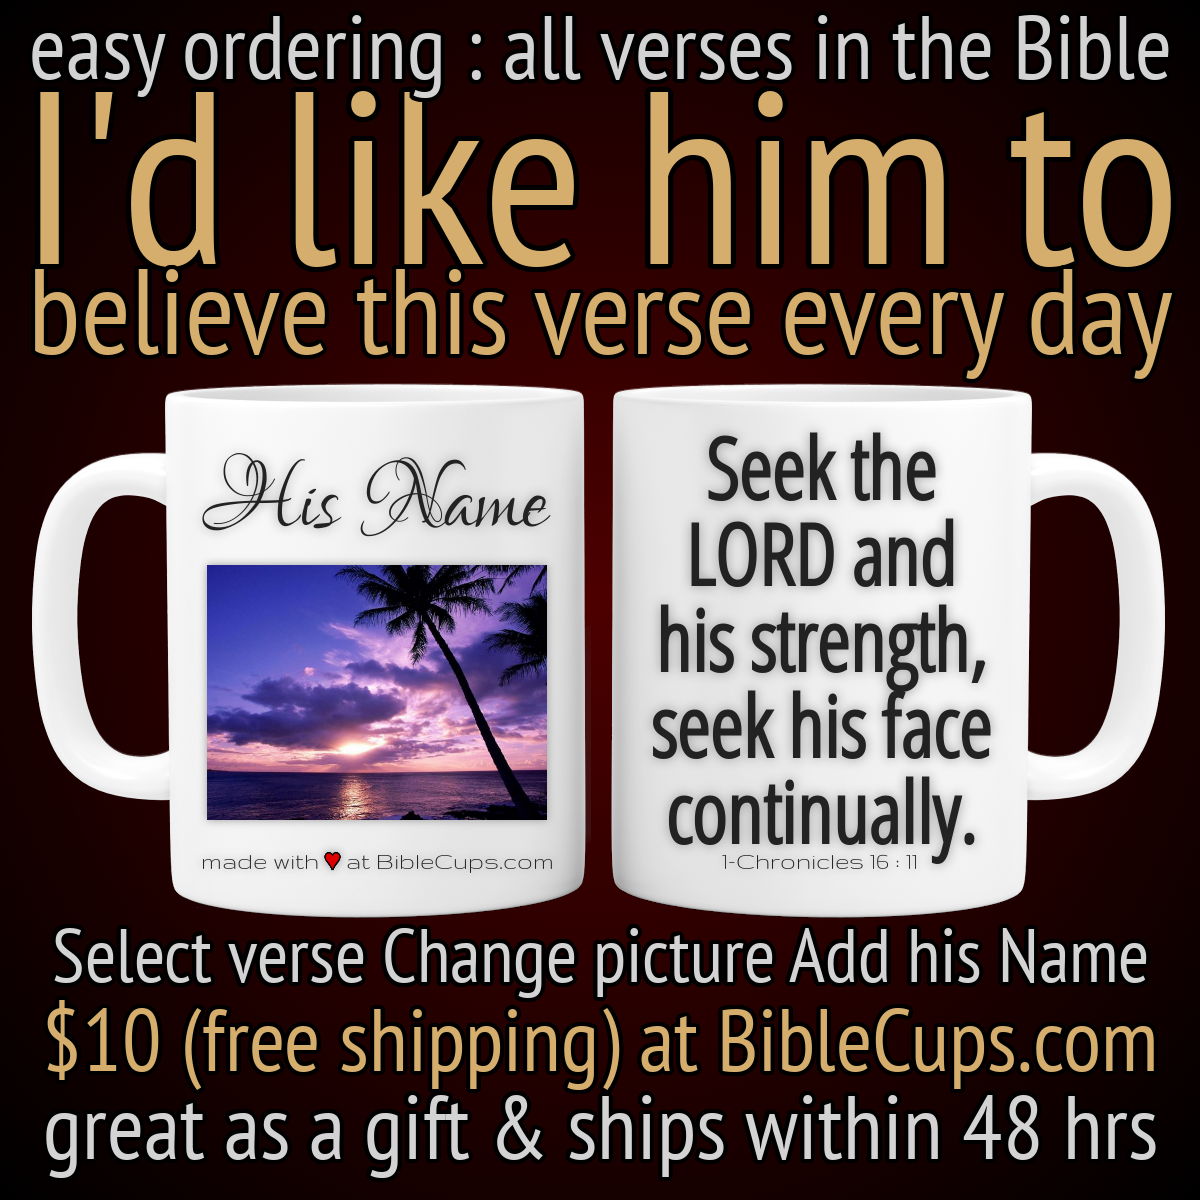 easy ordering : all verses in the Bible
I'd like him to
believe this verse every day
His Name
made with ❤ at BibleCups.com
Seek the
LORD and
his strength,
seek his face
continually.
1-Chronicles 16 : 11
Select verse Change picture Add his Name
$10 (free shipping) at BibleCups.com
great as a gift & ships within 48 hrs